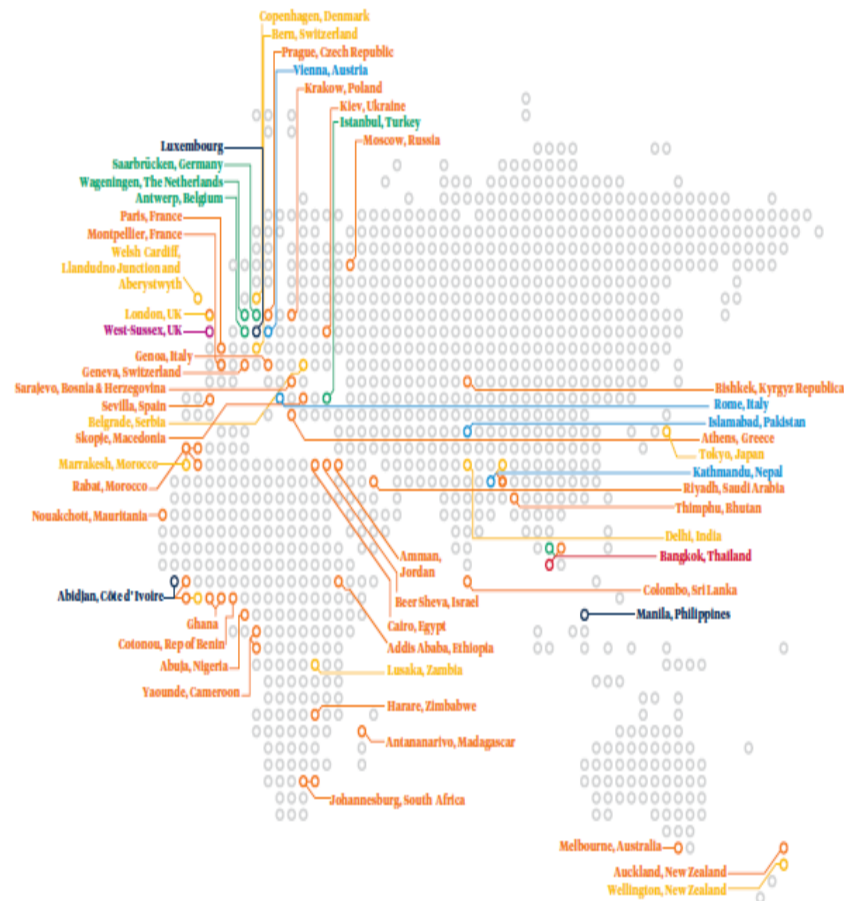 Copenhagen, Denmark
Bern, Switzerland
Prague, Czech Republic
Vienna, Austria
Krakow, Poland
Kiev, Ukraine
Istanbul, Turkey
Moscow, Russia
Luxembourg
Saarbrücken, Germany
Wageningen, The Netherlands
Antwerp, Belgium
Paris, France
Montpellier, France
Welsh Cardiff,
Llandudno Junction and
Aberystwyth
London, UK
West-Sussex, UK
Genoa, Italy
Geneva, Switzerland
Sarajevo, Bosnia & Herzegovina
Sevilla, Spain
Belgrade, Serbia
Skopje, Macedonia
Marrakesh, Morocco
Rabat, Morocco
Nouakchott, Mauritania
Bishkek, Kyrgyz Republica
Rome, Italy
Islamabad, Pakistan
Athens, Greece
Tokyo, Japan
Kathmandu, Nepal
Riyadh, Saudi Arabia
Thimphu, Bhutan
Delhi, India
Bangkok, Thailand
Amman,
Jordan
Colombo, Sri Lanka
Beer Sheva, Israel
Manila, Philippines
Abidjan, Côte d' Ivoire
Ghana
Cairo, Egypt
Cotonou, Rep of Benin
Addis Ababa, Ethiopia
Abuja, Nigeria
Lusaka, Zambia
Yaounde, Cameroon
Harare, Zimbabwe
Antananarivo, Madagascar
Johannesburg, South Africa
Melbourne, Australia
Auckland, New Zealand
Wellington, New Zealand